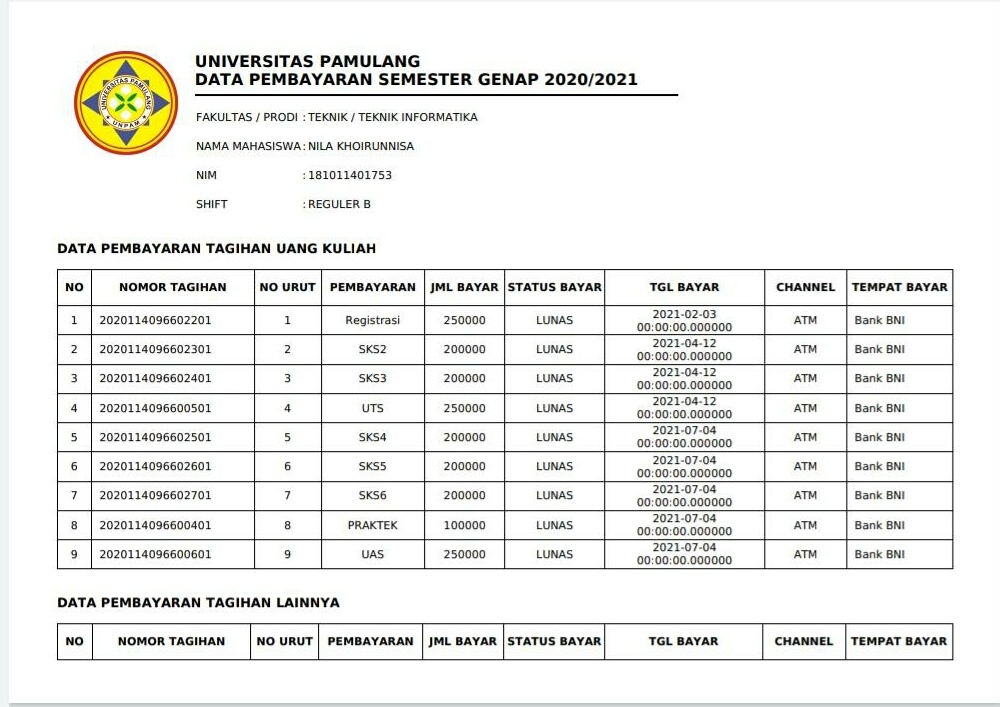 UNIVERSITAS PAMULANG
UNPAM
UNIVERSITAS PAMULANG
DATA PEMBAYARAN SEMESTER GENAP 2020/2021
FAKULTAS / PRODI : TEKNIK / TEKNIK INFORMATIKA
NAMA MAHASISWA : NILA KHOIRUNNISA
NIM : 181011401753
SHIFT : REGULER B
DATA PEMBAYARAN TAGIHAN UANG KULIAH
NO NOMOR TAGIHAN NO URUT PEMBAYARAN JML BAYAR STATUS BAYAR TGL BAYAR CHANNEL TEMPAT BAYAR
1 2020114096602201 1 Registrasi 250000 LUNAS 2021-02-03 00:00:00.000000 ATM Bank BNI
2 2020114096602301 2 SKS2 200000 LUNAS 2021-04-12 00:00:00.000000 ATM Bank BNI
3 2020114096602401 3 SKS3 200000 LUNAS 2021-04-12 00:00:00.000000 ATM Bank BNI
4 2020114096600501 4 UTS 250000 LUNAS 2021-04-12 00:00:00.000000 ATM Bank BNI
5 2020114096602501 5 SKS4 200000 LUNAS 2021-07-04 00:00:00.000000 ATM Bank BNI
6 2020114096602601 6 SKS5 200000 LUNAS 2021-07-04 00:00:00.000000 ATM Bank BNI
7 2020114096602701 7 SKS6 200000 LUNAS 2021-07-04 00:00:00.000000 ATM Bank BNI
8 2020114096600401 8 PRAKTEK 100000 LUNAS 2021-07-04 00:00:00.000000 ATM Bank BNI
9 2020114096600601 9 UAS 250000 LUNAS 2021-07-04 00:00:00.000000 ATM Bank BNI
DATA PEMBAYARAN TAGIHAN LAINNYA
NO NOMOR TAGIHAN NO URUT PEMBAYARAN JML BAYAR STATUS BAYAR TGL BAYAR CHANNEL TEMPAT BAYAR